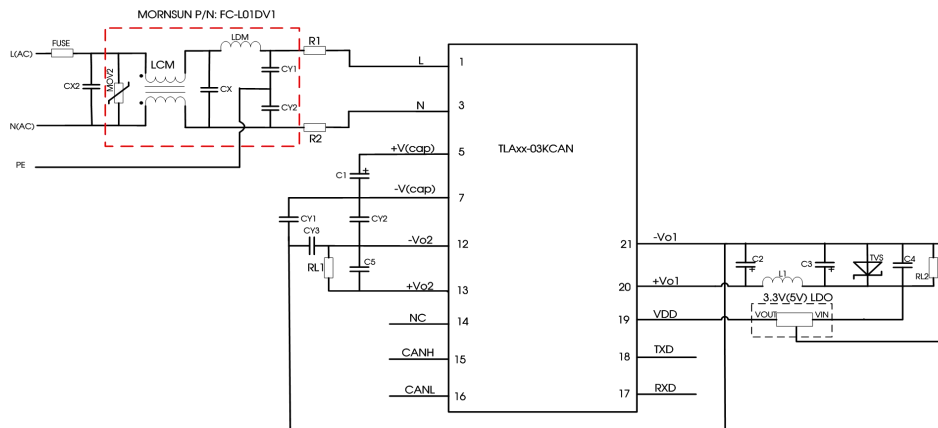 MORNSUN P/N: FC-L01DV1
L(AC)
FUSE
LDM
R1
LCM
CX2
MOV2
CX
CY1
CY2
L
1
N
3
N(AC)
R2
PE
TLAxx-03KCAN
+V(cap)
5
C1
+
-V(cap)
7
CY1
CY2
CY3
-Vo2
12
RL1
C5
+Vo2
13
NC
14
CANH
15
CANL
16
21
-Vo1
C2
+
C3
+
TVS
C4
RL2
20
+Vo1
L1
3.3V(5V) LDO
19
VDD
VOUT
VIN
18
TXD
17
RXD